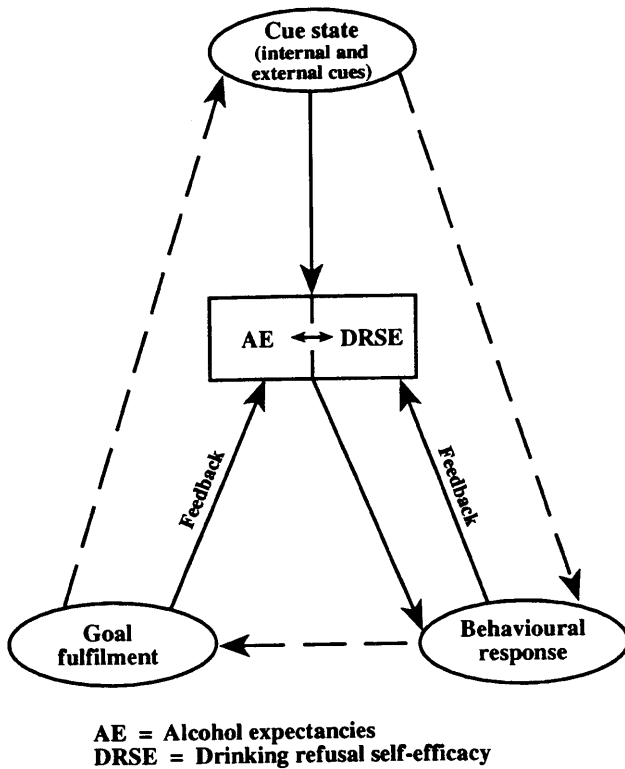 Cue state
(internal and
external cues)
AE
DRSE
Feedback
Feedback
Goal
fulfilment
Behavioural
response
AE = Alcohol expectancies
DRSE = Drinking refusal self-efficacy